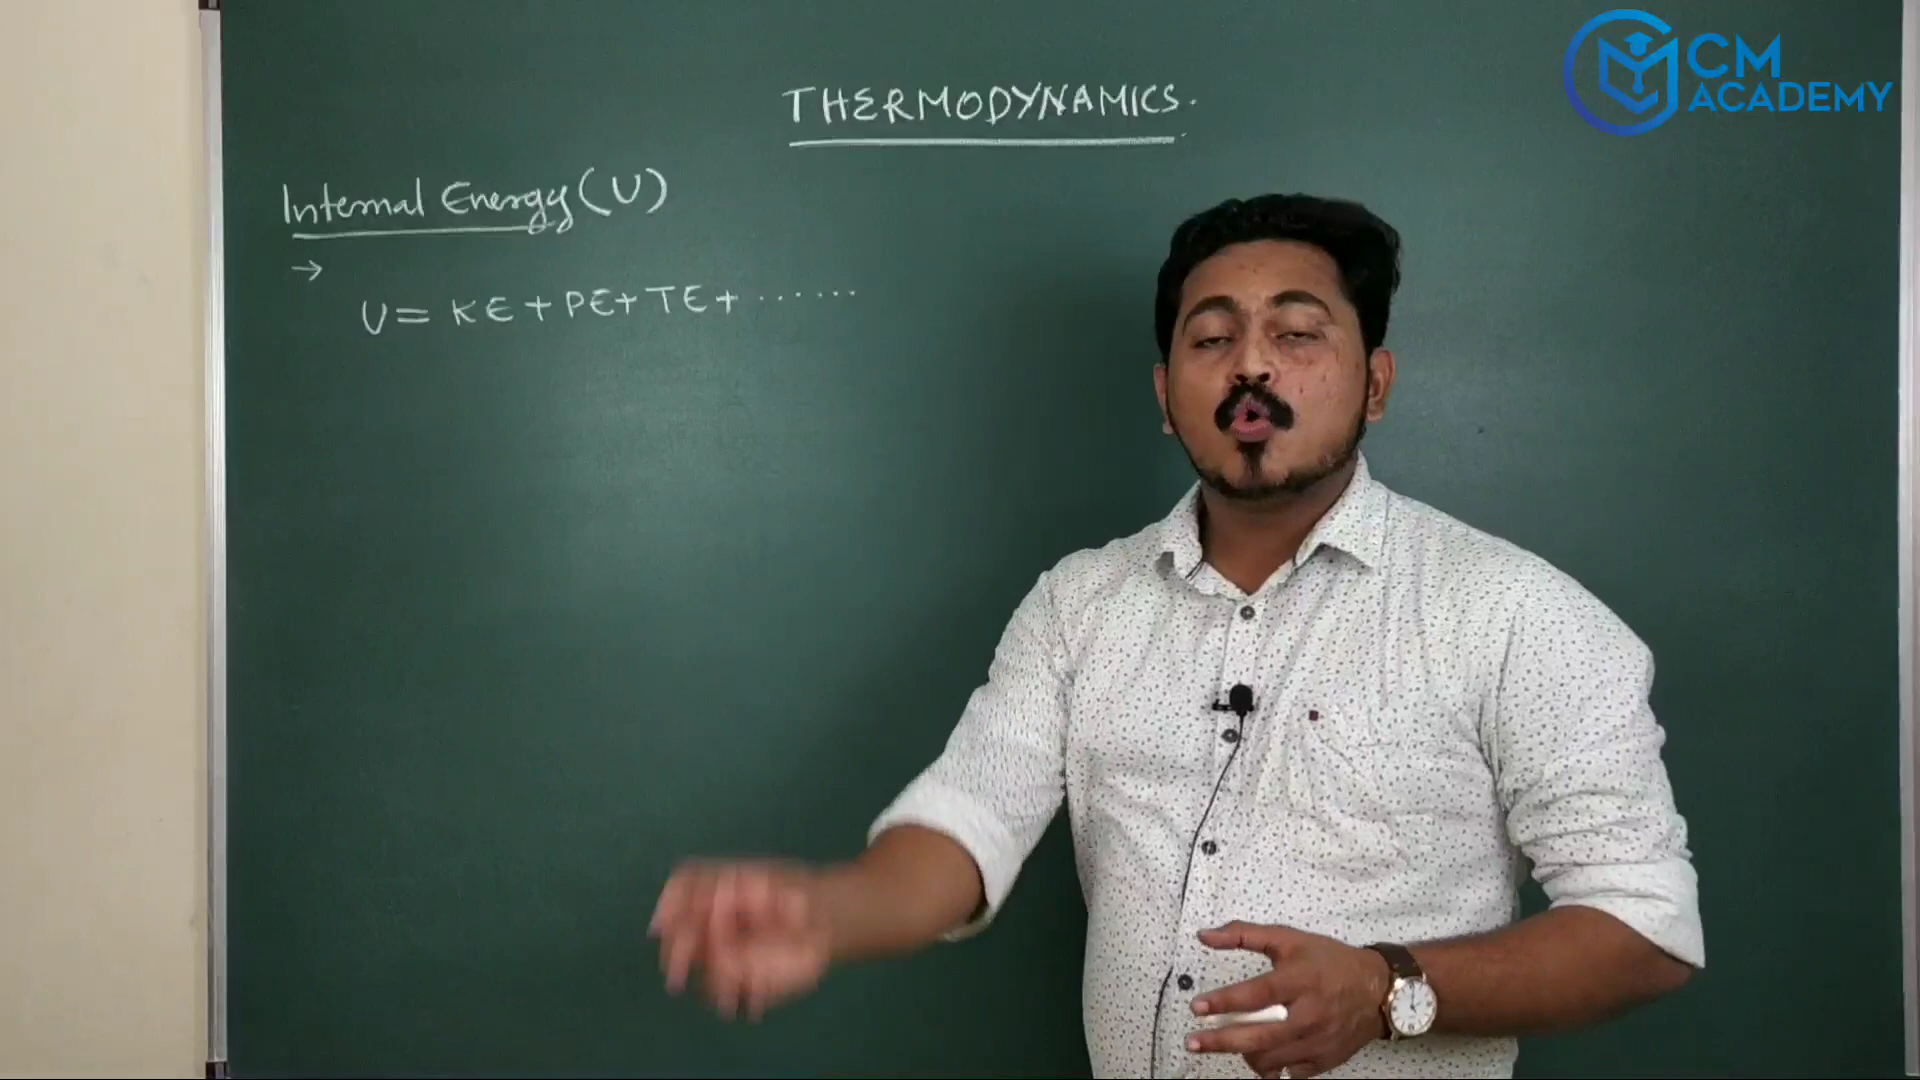 CM
ACADEMY
THERMODYNAMICS.
Internal Energy (U)
→
U = KE + PE + TE + ......